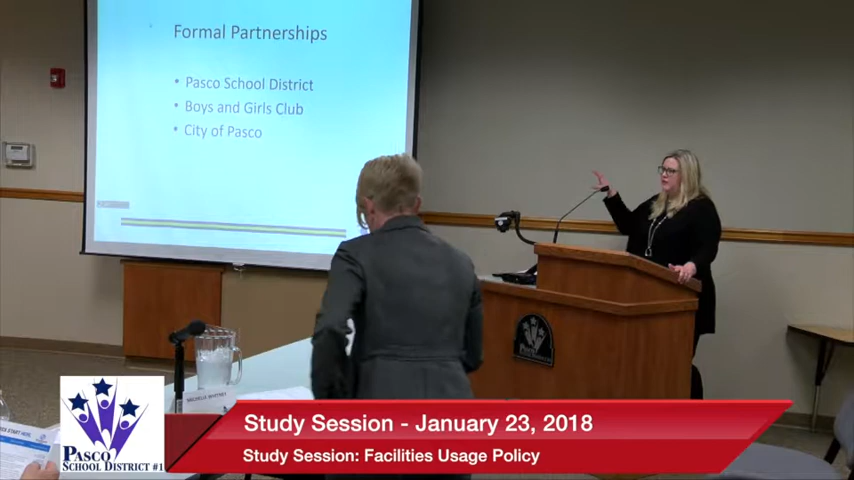 Formal Partnerships
• Pasco School District
• Boys and Girls Club
• City of Pasco
PASCO
Study Session - January 23, 2018
Study Session: Facilities Usage Policy
PASCO
SCHOOL DISTRICT #1